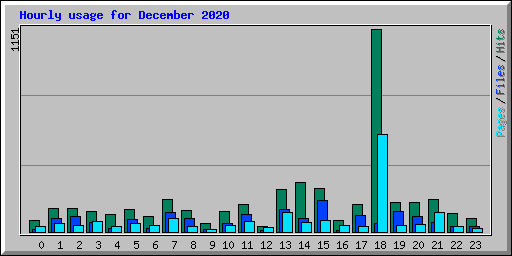 Hourly usage for December 2020
1151
Pages/Files/Hits
0 1 2 3 4 5 6 7 8 9 10 11 12 13 14 15 16 17 18 19 20 21 22 23